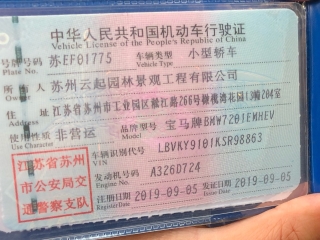 中华人民共和国机动车行驶证
Vehicle License of the People's Republic of China
号牌号码 苏EF01775 车辆类型 小型轿车
Plate No. Vehicle Type
所有人 苏州云起园林景观工程有限公司
Owner
住址 江苏省苏州市工业园区敝江路266号橄榄湾花园13幢204室
Address
使用性质 非营运 品牌型号 宝马牌BMW7201EMHEV
Use Character Model
江苏省苏州市公安局交通警察支队
车辆识别代号 LBVKY9101KSR98863
VIN
发动机号码 A326D724
Engine No.
注册日期 2019-09-05 发证日期 2019-09-05
Register Date Issue Date